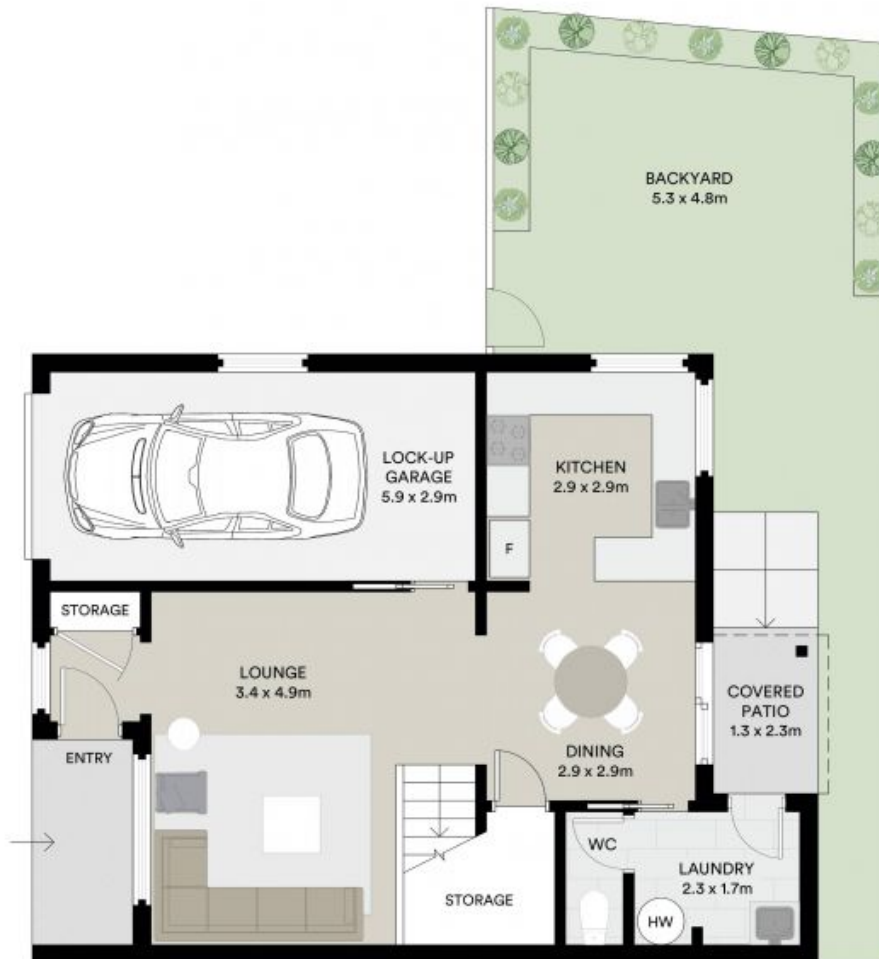 BACKYARD
5.3 x 4.8m
LOCK-UP
GARAGE
5.9 x 2.9m
KITCHEN
2.9 x 2.9m
F
STORAGE
LOUNGE
3.4 x 4.9m
COVERED
PATIO
1.3 x 2.3m
ENTRY
DINING
2.9 x 2.9m
WC
LAUNDRY
2.3 x 1.7m
STORAGE
HW